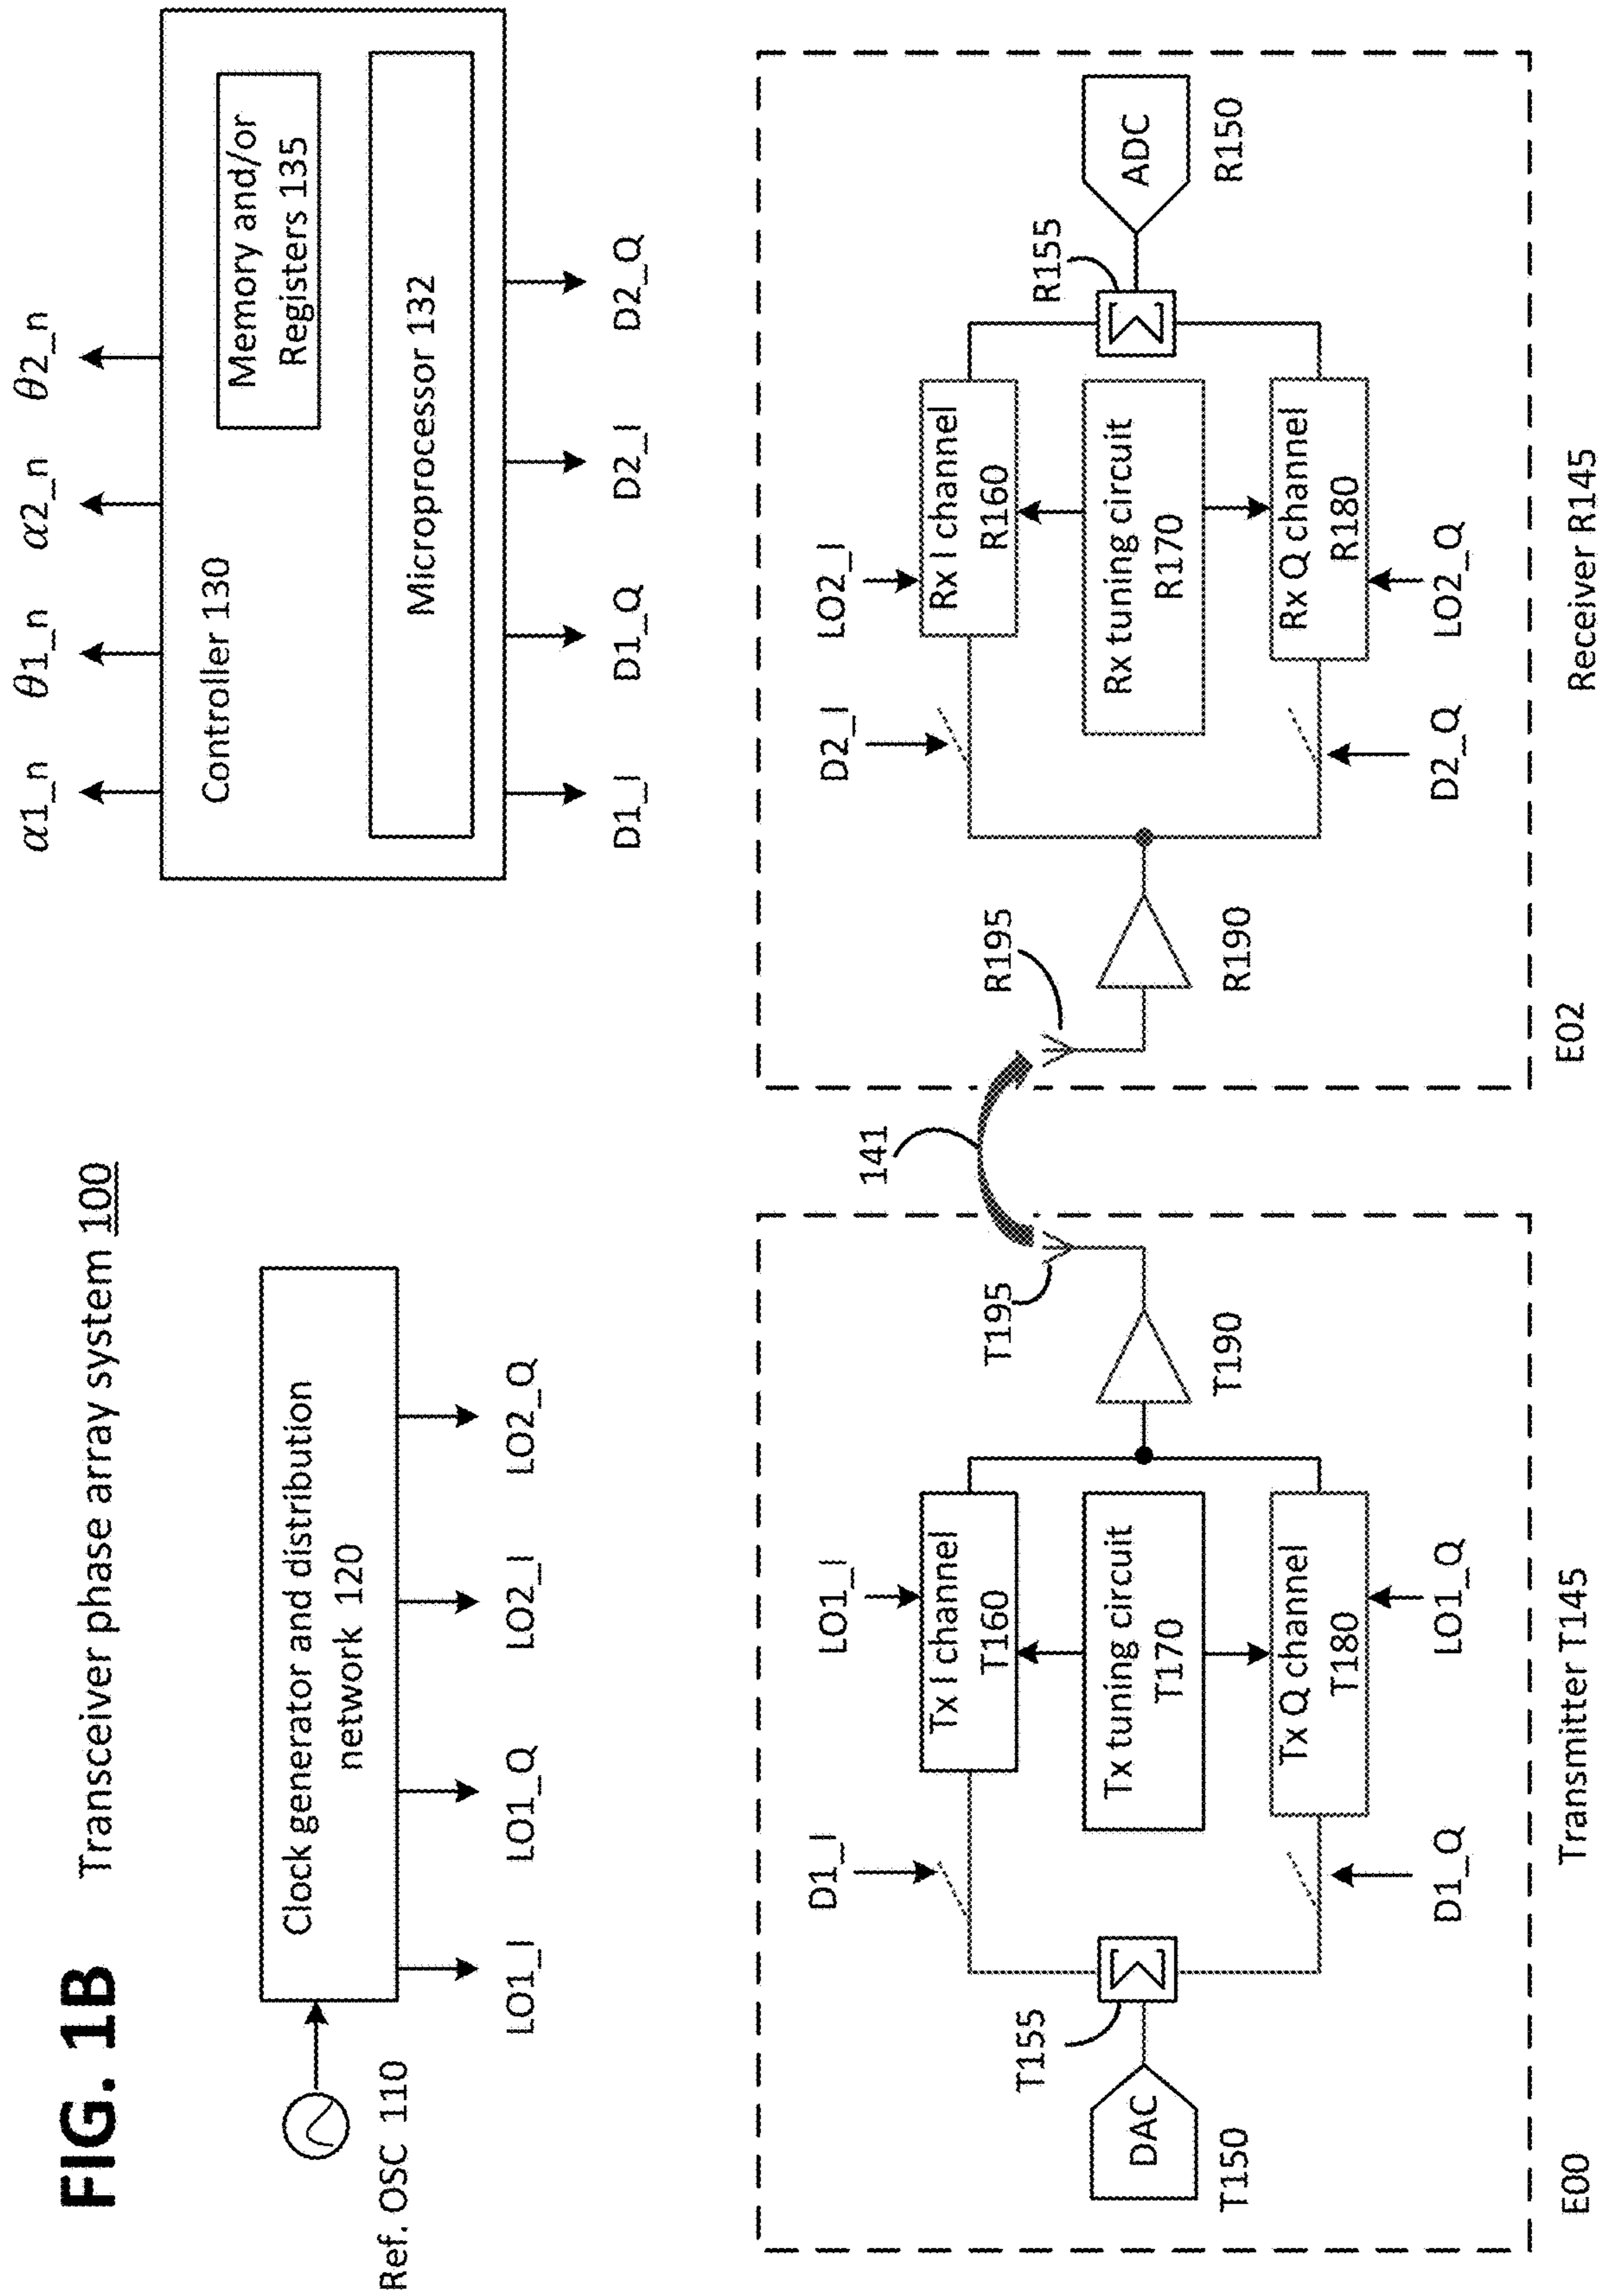 FIG. 1B
Transceiver phase array system 100
Ref. OSC 110
Clock generator and distribution
network 120
LO1_I
LO1_Q
LO2_I
LO2_Q
α1_n
θ1_n
α2_n
θ2_n
Controller 130
Memory and/or
Registers 135
Microprocessor 132
D1_I
D1_Q
D2_I
D2_Q
DAC
T150
T155
Σ
D1_I
D1_Q
LO1_I
Tx I channel
T160
Tx tuning circuit
T170
Tx Q channel
T180
LO1_Q
T190
T195
E00
Transmitter T145
141
R195
R190
D2_I
D2_Q
LO2_I
Rx I channel
R160
Rx tuning circuit
R170
Rx Q channel
R180
LO2_Q
R155
Σ
ADC
R150
E02
Receiver R145